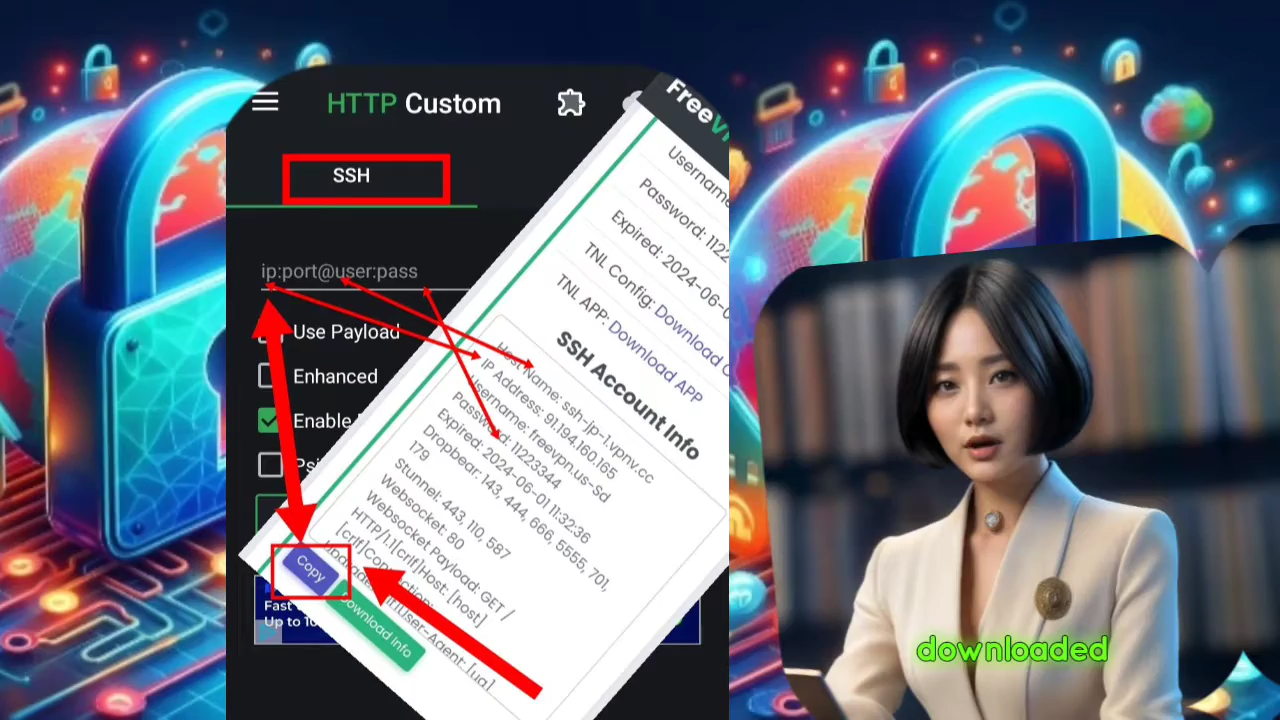 HTTP Custom
SSH
ip:port@user:pass
Use Payload
Enhanced
Enable
Fast
Up to
Username
Password: 112
Expired: 2024-06-0
TNL Config: Download
TNL APP: Download APP
SSH Account Info
Host Name: ssh-jp-1.vpnv.cc
IP Address: 91.194.160.165
Username: freevpn.us-Sd
Password: 11223344
Expired: 2024-06-01 11:32:36
Dropbear: 143, 444, 666, 5555, 701,
179
Stunnel: 443, 110, 587
Websocket: 80
Websocket Payload: GET /
HTTP/1.1[crlf]Host: [host]
Copy
Download Info
downloaded